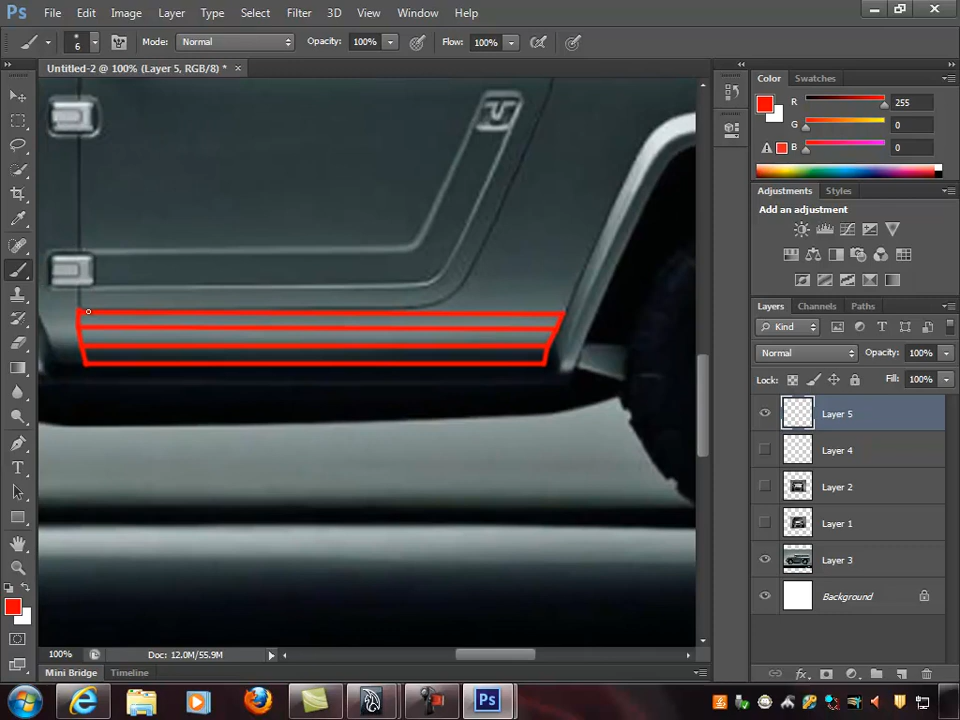 Ps File Edit Image Layer Type Select Filter 3D View Window Help
6 Mode: Normal Opacity: 100% Flow: 100%
Untitled-2 @ 100% (Layer 5, RGB/8) * ×
Color Swatches
R 255
G 0
B 0
Adjustments Styles
Add an adjustment
Layers Channels Paths
Kind
Normal Opacity: 100%
Lock: Fill: 100%
Layer 5
Layer 4
Layer 2
Layer 1
Layer 3
Background
100% Doc: 12.0M/55.9M
Mini Bridge Timeline
Ps